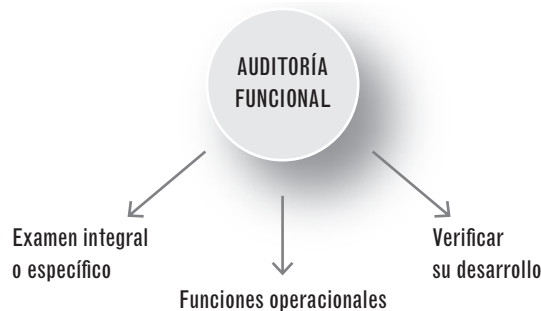 AUDITORÍA
FUNCIONAL
Examen integral
o específico
Funciones operacionales
Verificar
su desarrollo